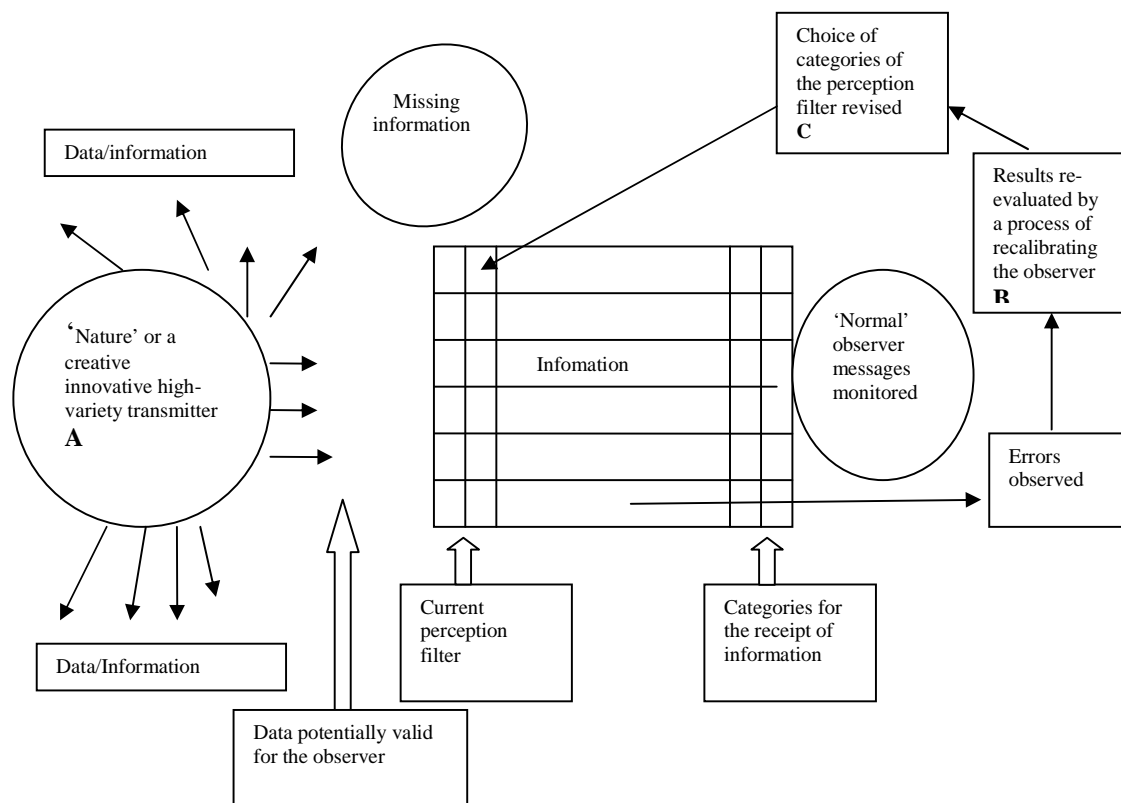 Missing
information
Choice of
categories of
the perception
filter revised
C
Data/information
Results re-
evaluated by
a process of
recalibrating
the observer
B
‘Nature’ or a
creative
innovative high-
variety transmitter
A
Infomation
‘Normal’
observer
messages
monitored
Errors
observed
Current
perception
filter
Categories for
the receipt of
information
Data/Information
Data potentially valid
for the observer